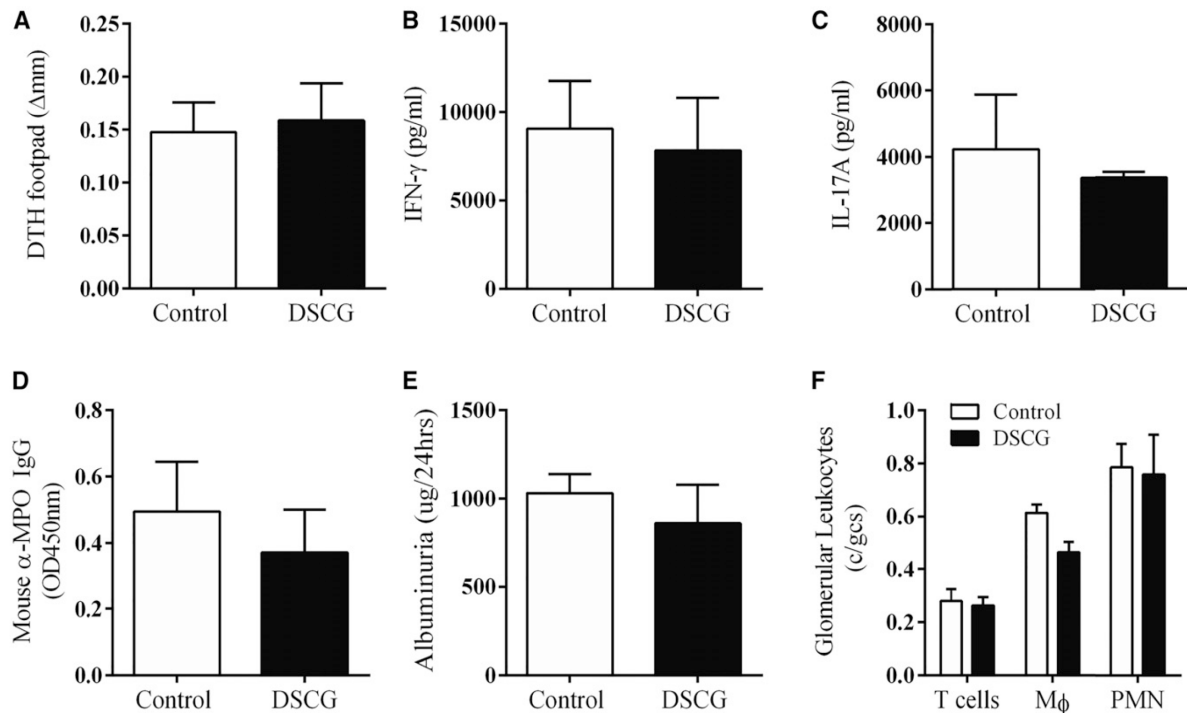 A
DTH footpad (Δmm)
0.25
0.20
0.15
0.10
0.05
0.00
Control DSCG
B
IFN-γ (pg/ml)
15000
10000
5000
0
Control DSCG
C
IL-17A (pg/ml)
8000
6000
4000
2000
0
Control DSCG
D
Mouse α-MPO IgG
(OD450nm)
0.8
0.6
0.4
0.2
0.0
Control DSCG
E
Albuminuria (ug/24hrs)
1500
1000
500
0
Control DSCG
F
Glomerular Leukocytes
(c/gcs)
1.0
0.8
0.6
0.4
0.2
0.0
Control
DSCG
T cells Mϕ PMN